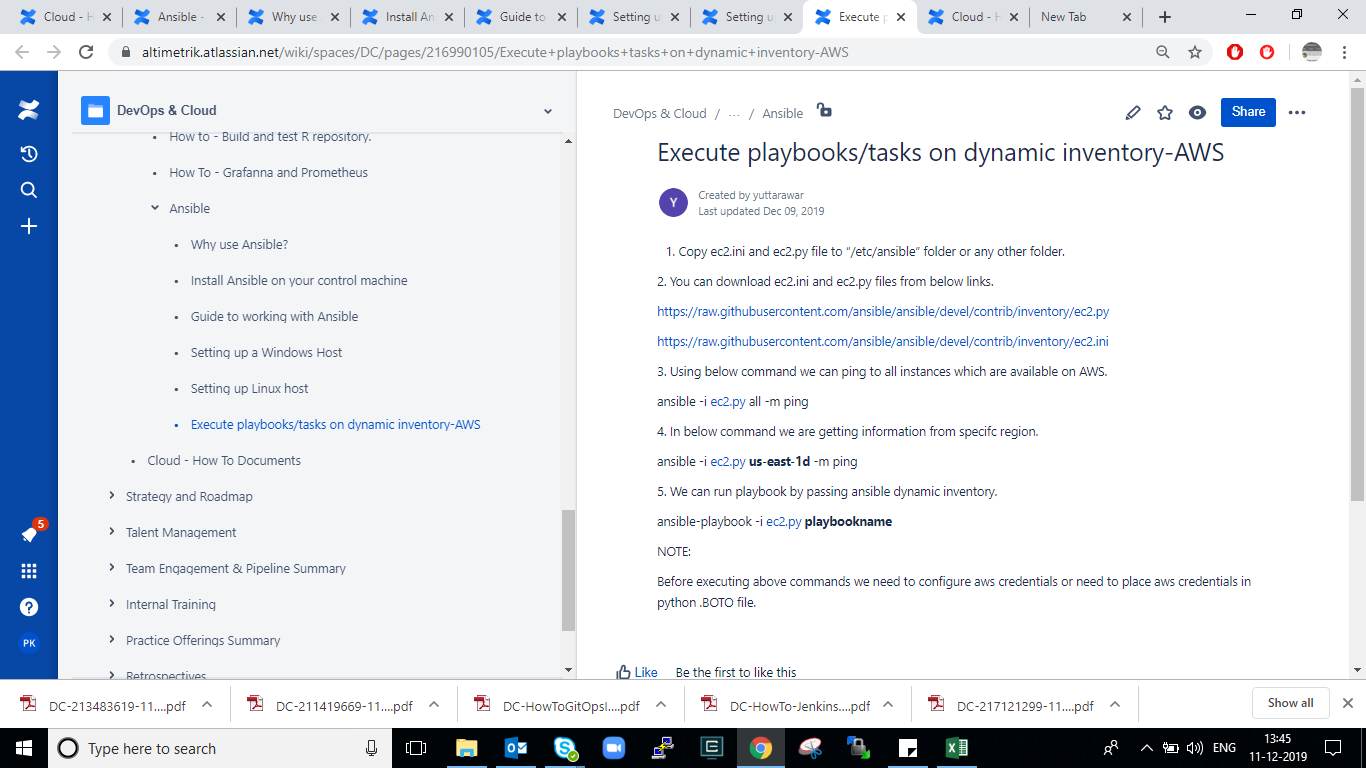 Cloud - H
Ansible -
Why use
Install An
Guide to
Setting u
Setting u
Execute p
Cloud - H
New Tab
altimetrik.atlassian.net/wiki/spaces/DC/pages/216990105/Execute+playbooks+tasks+on+dynamic+inventory-AWS
DevOps & Cloud
How to - Build and test R repository.
How To - Grafanna and Prometheus
Ansible
Why use Ansible?
Install Ansible on your control machine
Guide to working with Ansible
Setting up a Windows Host
Setting up Linux host
Execute playbooks/tasks on dynamic inventory-AWS
Cloud - How To Documents
Strategy and Roadmap
Talent Management
Team Engagement & Pipeline Summary
Internal Training
Practice Offerings Summary
Retrospectives
5
PK
DevOps & Cloud / ... / Ansible
Share
Execute playbooks/tasks on dynamic inventory-AWS
Y
Created by yuttarawar
Last updated Dec 09, 2019
1. Copy ec2.ini and ec2.py file to “/etc/ansible” folder or any other folder.
2. You can download ec2.ini and ec2.py files from below links.
https://raw.githubusercontent.com/ansible/ansible/devel/contrib/inventory/ec2.py
https://raw.githubusercontent.com/ansible/ansible/devel/contrib/inventory/ec2.ini
3. Using below command we can ping to all instances which are available on AWS.
ansible -i ec2.py all -m ping
4. In below command we are getting information from specifc region.
ansible -i ec2.py us-east-1d -m ping
5. We can run playbook by passing ansible dynamic inventory.
ansible-playbook -i ec2.py playbookname
NOTE:
Before executing above commands we need to configure aws credentials or need to place aws credentials in
python .BOTO file.
Like
Be the first to like this
DC-213483619-11....pdf
DC-211419669-11....pdf
DC-HowToGitOpsI....pdf
DC-HowTo-Jenkins....pdf
DC-217121299-11....pdf
Show all
Type here to search
ENG
13:45
11-12-2019